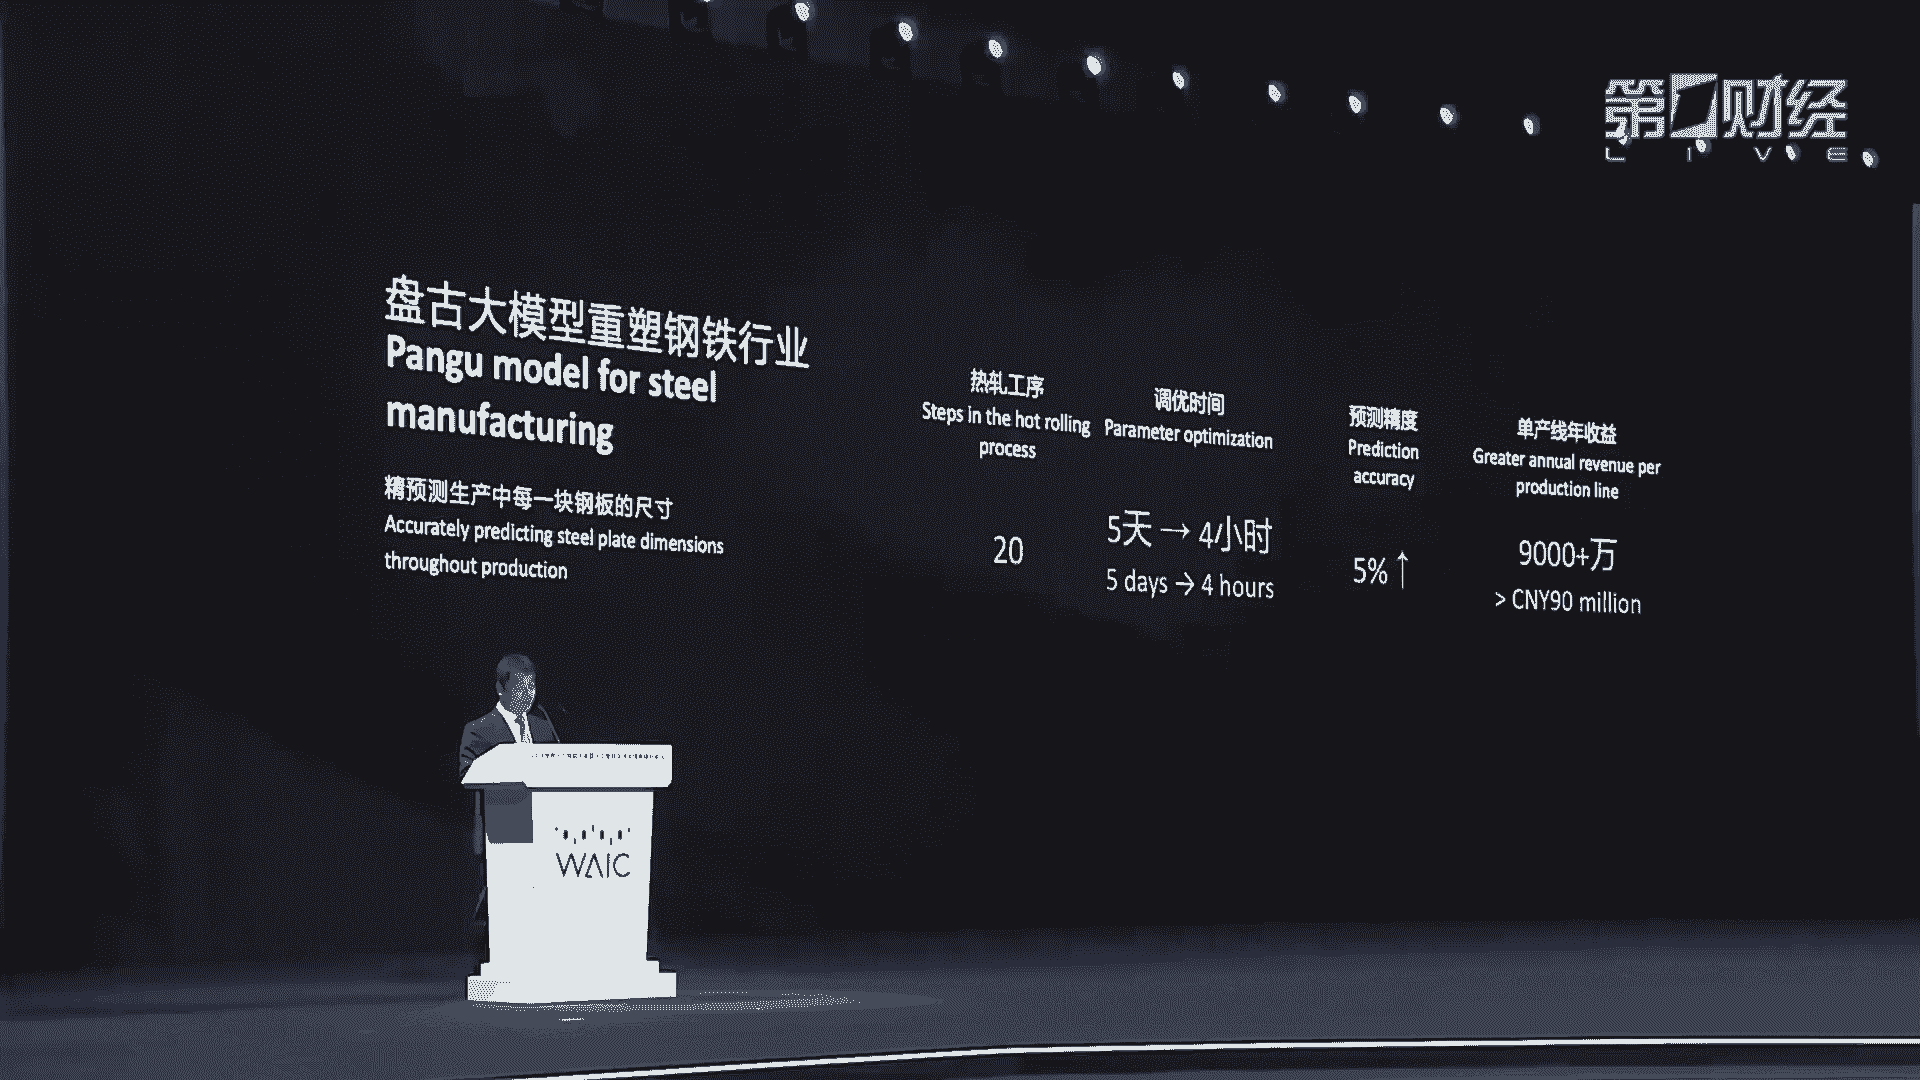 第一财经
LIVE
盘古大模型重塑钢铁行业
Pangu model for steel
manufacturing
精预测生产中每一块钢板的尺寸
Accurately predicting steel plate dimensions
throughout production
热轧工序
Steps in the hot rolling
process
20
调优时间
Parameter optimization
5天 → 4小时
5 days → 4 hours
预测精度
Prediction
accuracy
5% ↑
单产线年收益
Greater annual revenue per
production line
9000+万
> CNY90 million
WAIC